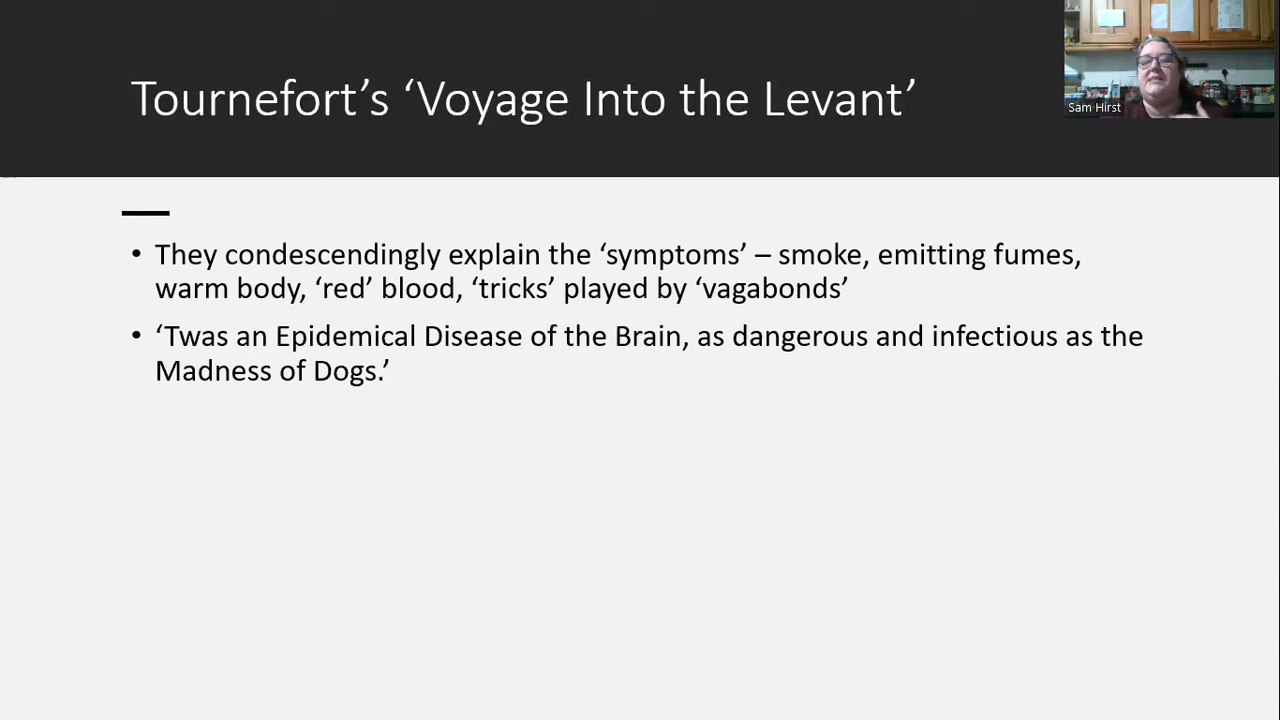 Tournefort’s ‘Voyage Into the Levant’
Sam Hirst
• They condescendingly explain the ‘symptoms’ – smoke, emitting fumes,
warm body, ‘red’ blood, ‘tricks’ played by ‘vagabonds’
• ‘Twas an Epidemical Disease of the Brain, as dangerous and infectious as the
Madness of Dogs.’